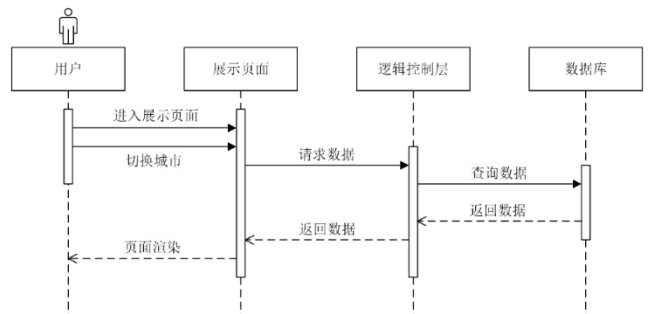 用户
展示页面
逻辑控制层
数据库
进入展示页面
切换城市
请求数据
查询数据
返回数据
返回数据
页面渲染